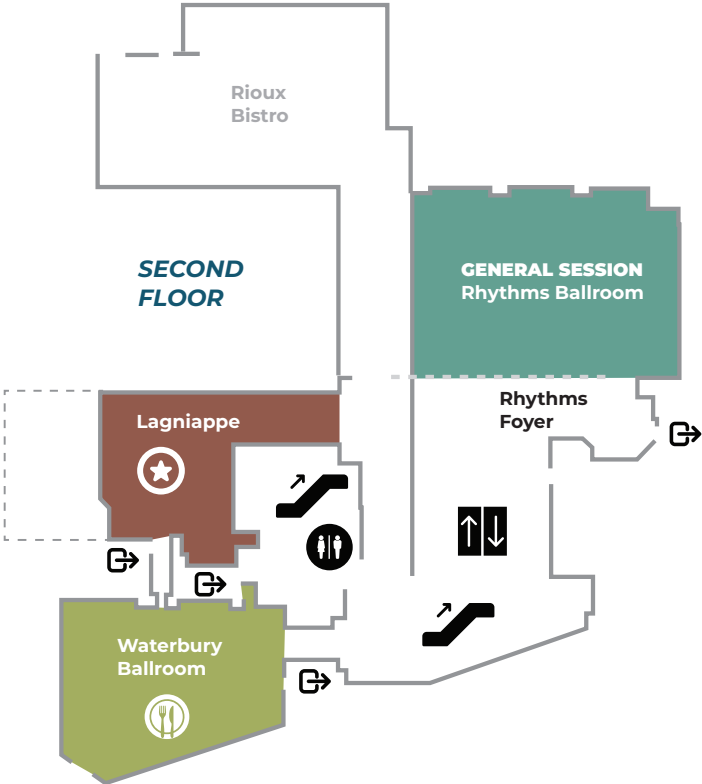 Rioux
Bistro
SECOND
FLOOR
GENERAL SESSION
Rhythms Ballroom
Rhythms
Foyer
Lagniappe
Waterbury
Ballroom